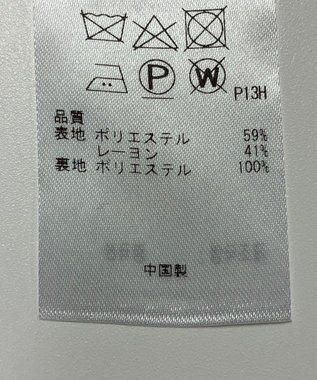 P W P13H
品質
表地 ポリエステル 59%
レーヨン 41%
裏地 ポリエステル 100%
中国製